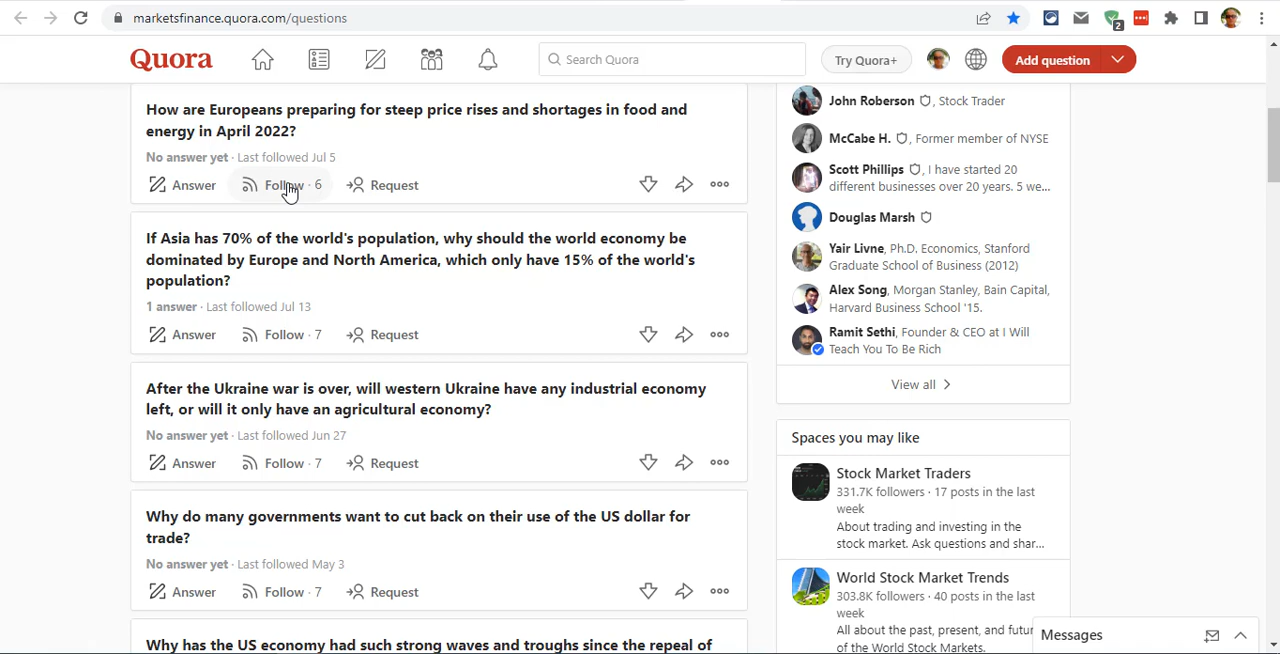 marketsfinance.quora.com/questions
2
Quora
Search Quora
Try Quora+
Add question
How are Europeans preparing for steep price rises and shortages in food and
energy in April 2022?
No answer yet · Last followed Jul 5
Answer
Follow · 6
Request
If Asia has 70% of the world's population, why should the world economy be
dominated by Europe and North America, which only have 15% of the world's
population?
1 answer · Last followed Jul 13
Answer
Follow · 7
Request
After the Ukraine war is over, will western Ukraine have any industrial economy
left, or will it only have an agricultural economy?
No answer yet · Last followed Jun 27
Answer
Follow · 7
Request
Why do many governments want to cut back on their use of the US dollar for
trade?
No answer yet · Last followed May 3
Answer
Follow · 7
Request
Why has the US economy had such strong waves and troughs since the repeal of
John Roberson , Stock Trader
McCabe H. , Former member of NYSE
Scott Phillips , I have started 20
different businesses over 20 years. 5 we...
Douglas Marsh
Yair Livne, Ph.D. Economics, Stanford
Graduate School of Business (2012)
Alex Song, Morgan Stanley, Bain Capital,
Harvard Business School '15.
Ramit Sethi, Founder & CEO at I Will
Teach You To Be Rich
View all
Spaces you may like
Stock Market Traders
331.7K followers · 17 posts in the last
week
About trading and investing in the
stock market. Ask questions and shar...
World Stock Market Trends
303.8K followers · 40 posts in the last
week
All about the past, present, and futur
of the World Stock Markets.
Messages